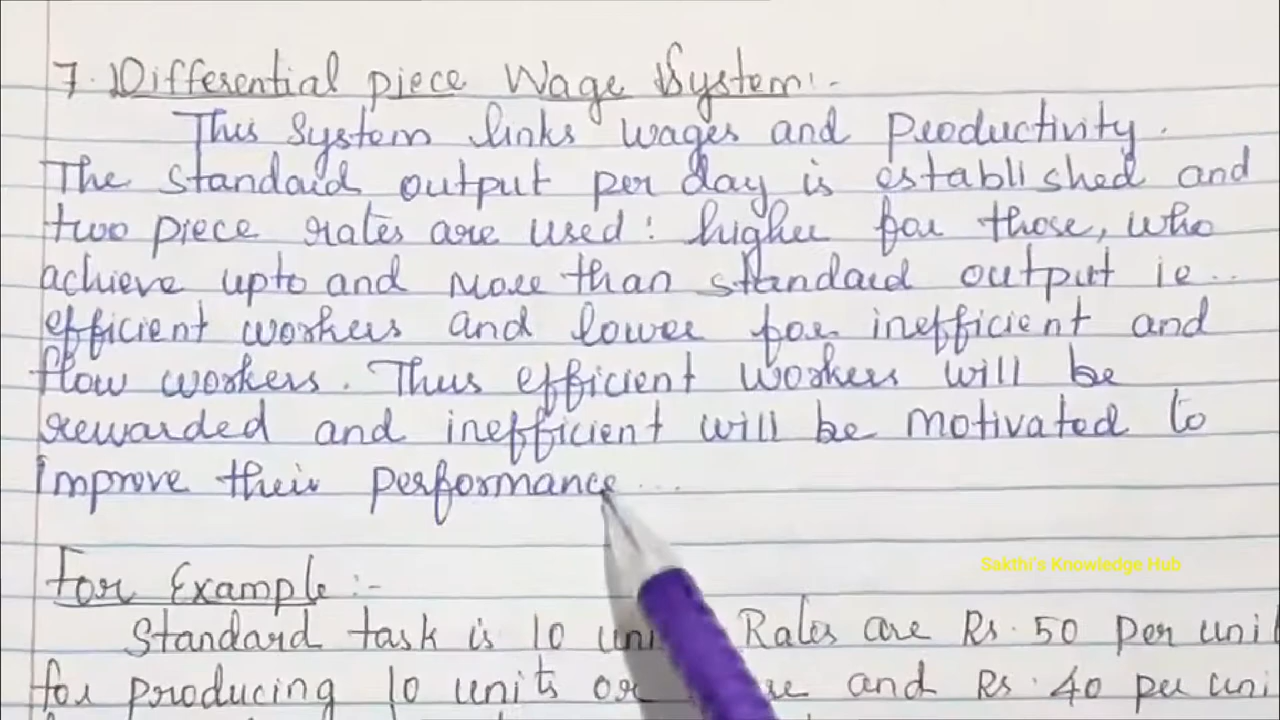 7. Differential piece Wage System:-
This System links wages and Productivity.
The standard output per day is established and
two piece rates are used: higher for those, who
achieve upto and More than standard output ie..
efficient workers and lower for inefficient and
flow workers. Thus efficient workers will be
rewarded and inefficient will be motivated to
Improve their performance...
For Example:-
Standard task is 10 Rates are Rs. 50 Per
for producing 10 units or and Rs. 40 per
Sakthi's Knowledge Hub